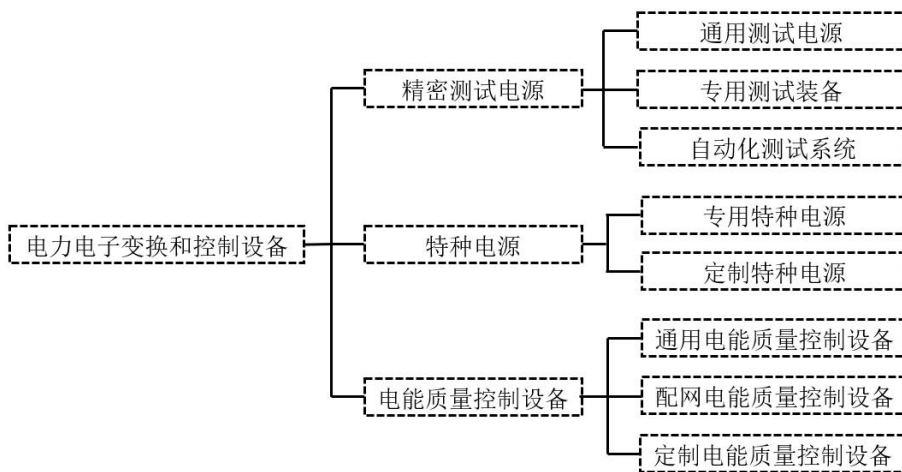 电力电子变换和控制设备
精密测试电源
通用测试电源
专用测试装备
自动化测试系统
特种电源
专用特种电源
定制特种电源
电能质量控制设备
通用电能质量控制设备
配网电能质量控制设备
定制电能质量控制设备